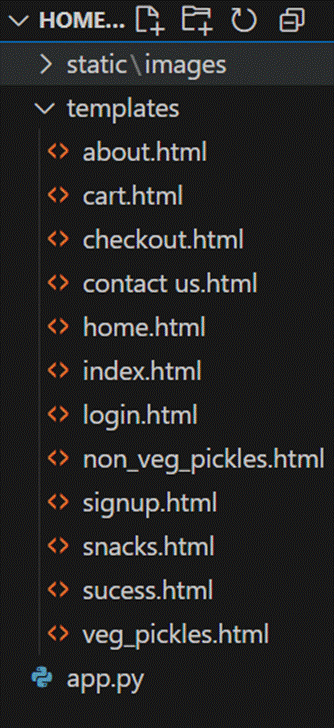 HOME...
static\images
templates
about.html
cart.html
checkout.html
contact us.html
home.html
index.html
login.html
non_veg_pickles.html
signup.html
snacks.html
sucess.html
veg_pickles.html
app.py